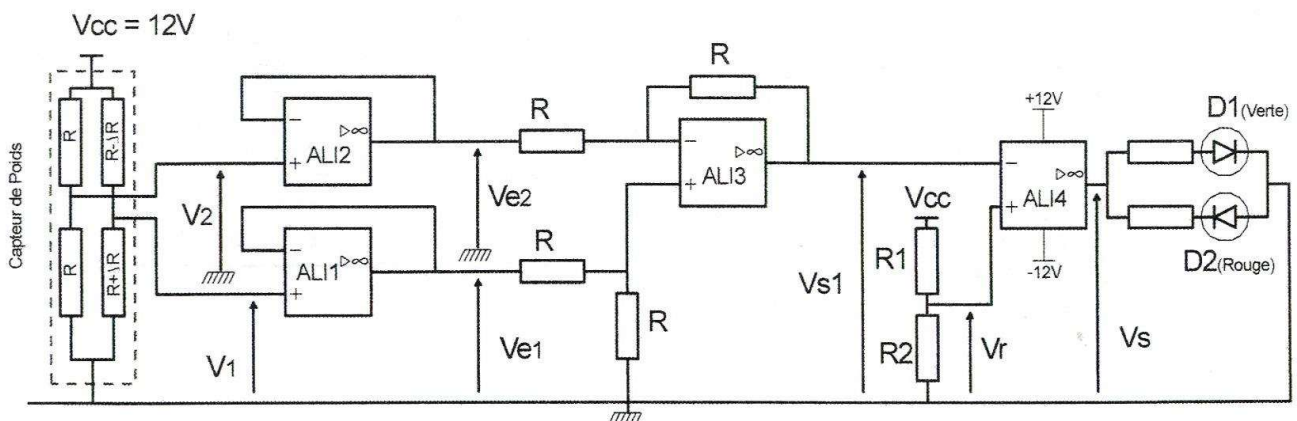 Vcc = 12V
Capteur de Poids
R
R-ΔR
R
R+ΔR
- ▷∞
+ ALI2
V2
- ▷∞
+ ALI1
V1
R
Ve2
R
Ve1
R
R
- ▷∞
+ ALI3
Vs1
Vcc
R1
R2
Vr
+12V
- ▷∞
+ ALI4
-12V
Vs
D1 (Verte)
D2 (Rouge)